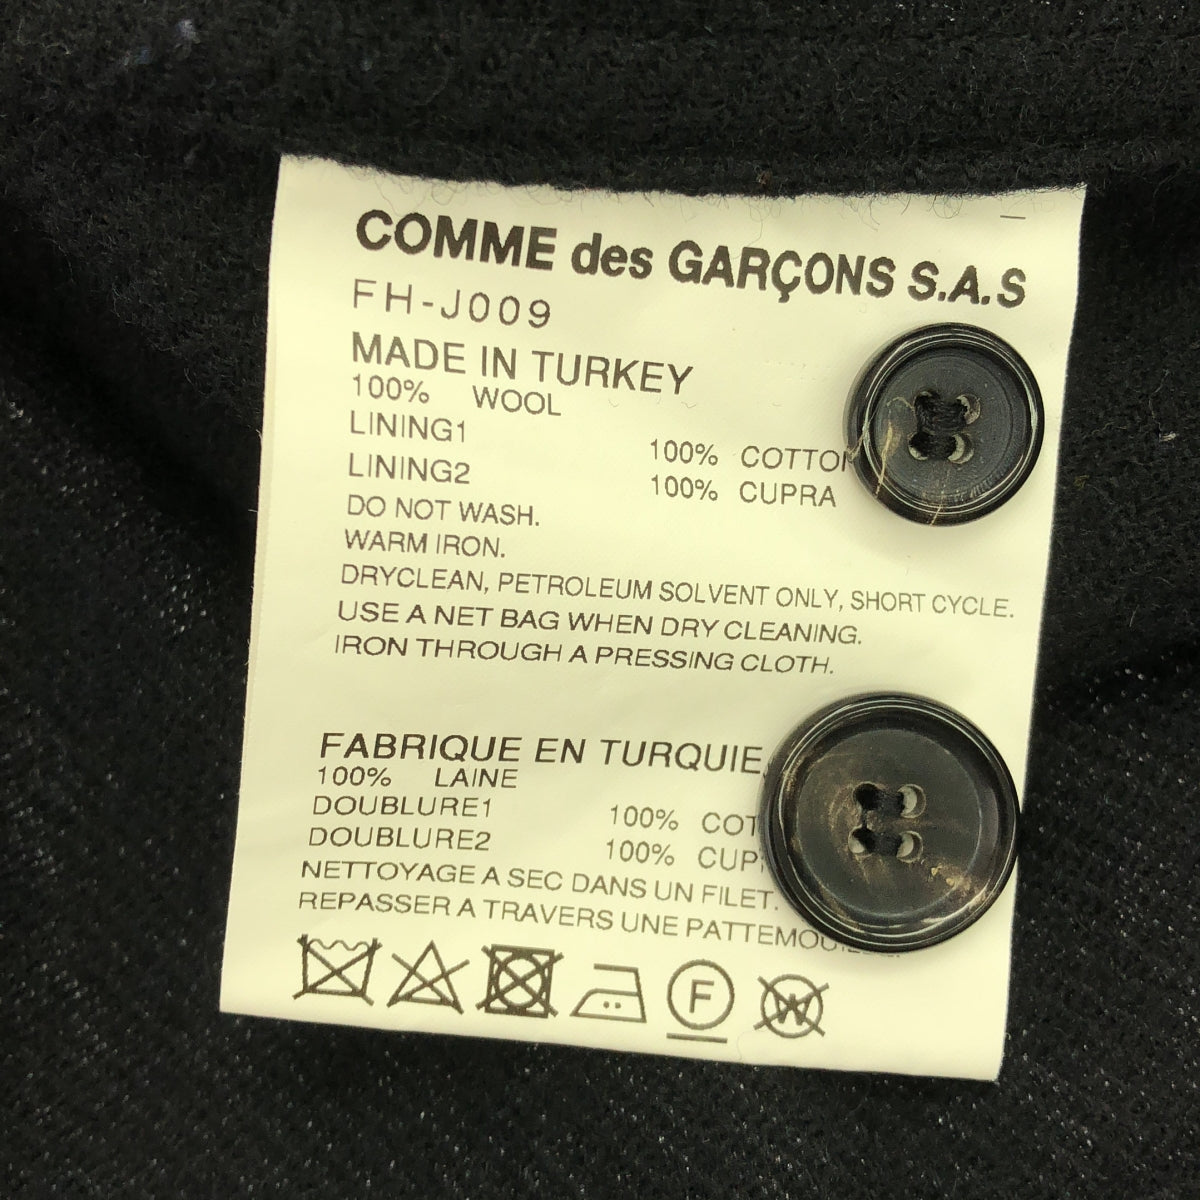 COMME des GARÇONS S.A.S
FH-J009
MADE IN TURKEY
100% WOOL
LINING1 100% COTTON
LINING2 100% CUPRA
DO NOT WASH.
WARM IRON.
DRYCLEAN, PETROLEUM SOLVENT ONLY, SHORT CYCLE.
USE A NET BAG WHEN DRY CLEANING.
IRON THROUGH A PRESSING CLOTH.
FABRIQUE EN TURQUIE
100% LAINE
DOUBLURE1 100% COT
DOUBLURE2 100% CUP
NETTOYAGE A SEC DANS UN FILET.
REPASSER A TRAVERS UNE
F W